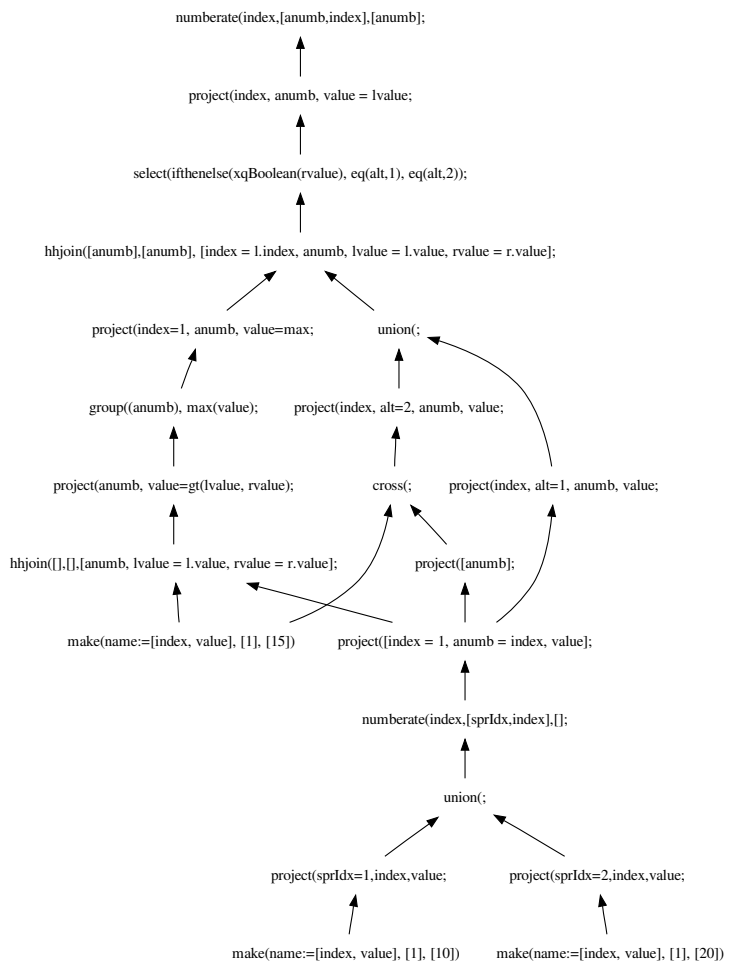 numberate(index,[anumb,index],[anumb];
project(index, anumb, value = lvalue;
select(ifthenelse(xqBoolean(rvalue), eq(alt,1), eq(alt,2));
hhjoin([anumb],[anumb], [index = l.index, anumb, lvalue = l.value, rvalue = r.value];
project(index=1, anumb, value=max;
union(;
group((anumb), max(value);
project(index, alt=2, anumb, value;
project(anumb, value=gt(lvalue, rvalue);
cross(;
project(index, alt=1, anumb, value;
hhjoin([],[],[anumb, lvalue = l.value, rvalue = r.value];
project([anumb];
make(name:=[index, value], [1], [15])
project([index = 1, anumb = index, value];
numberate(index,[sprIdx,index],[];
union(;
project(sprIdx=1,index,value;
project(sprIdx=2,index,value;
make(name:=[index, value], [1], [10])
make(name:=[index, value], [1], [20])